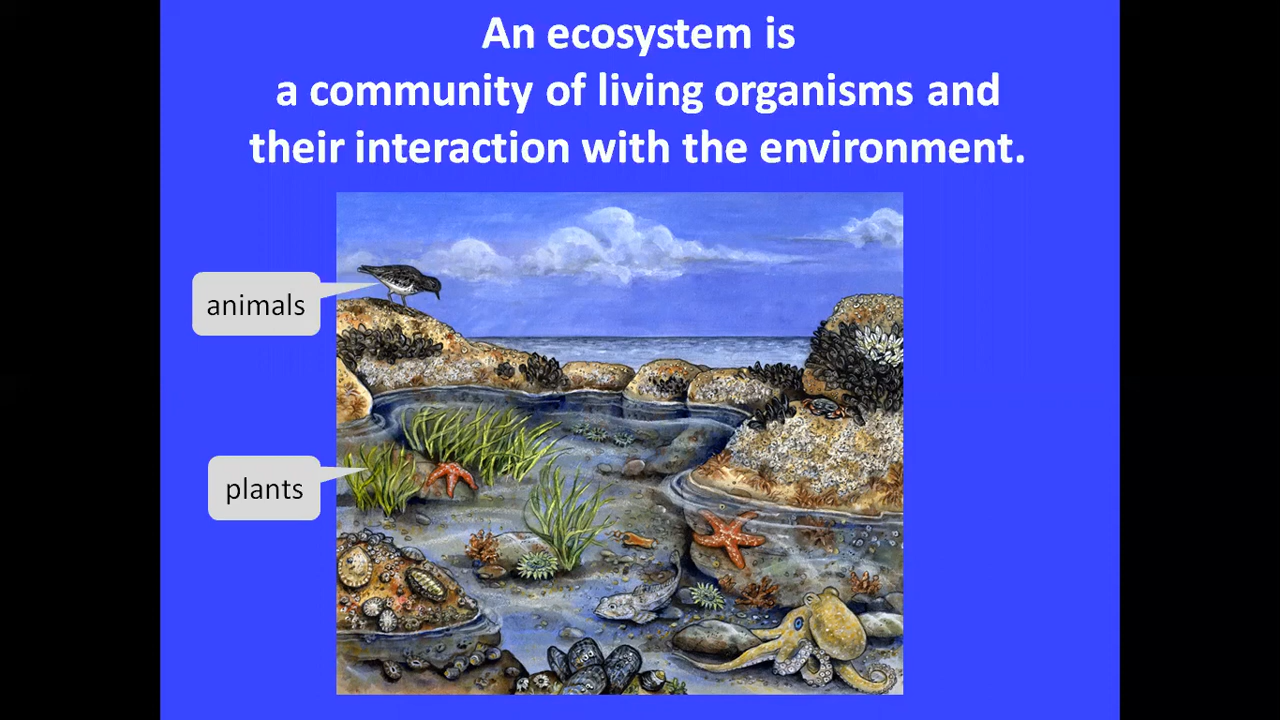 An ecosystem is
a community of living organisms and
their interaction with the environment.
animals
plants